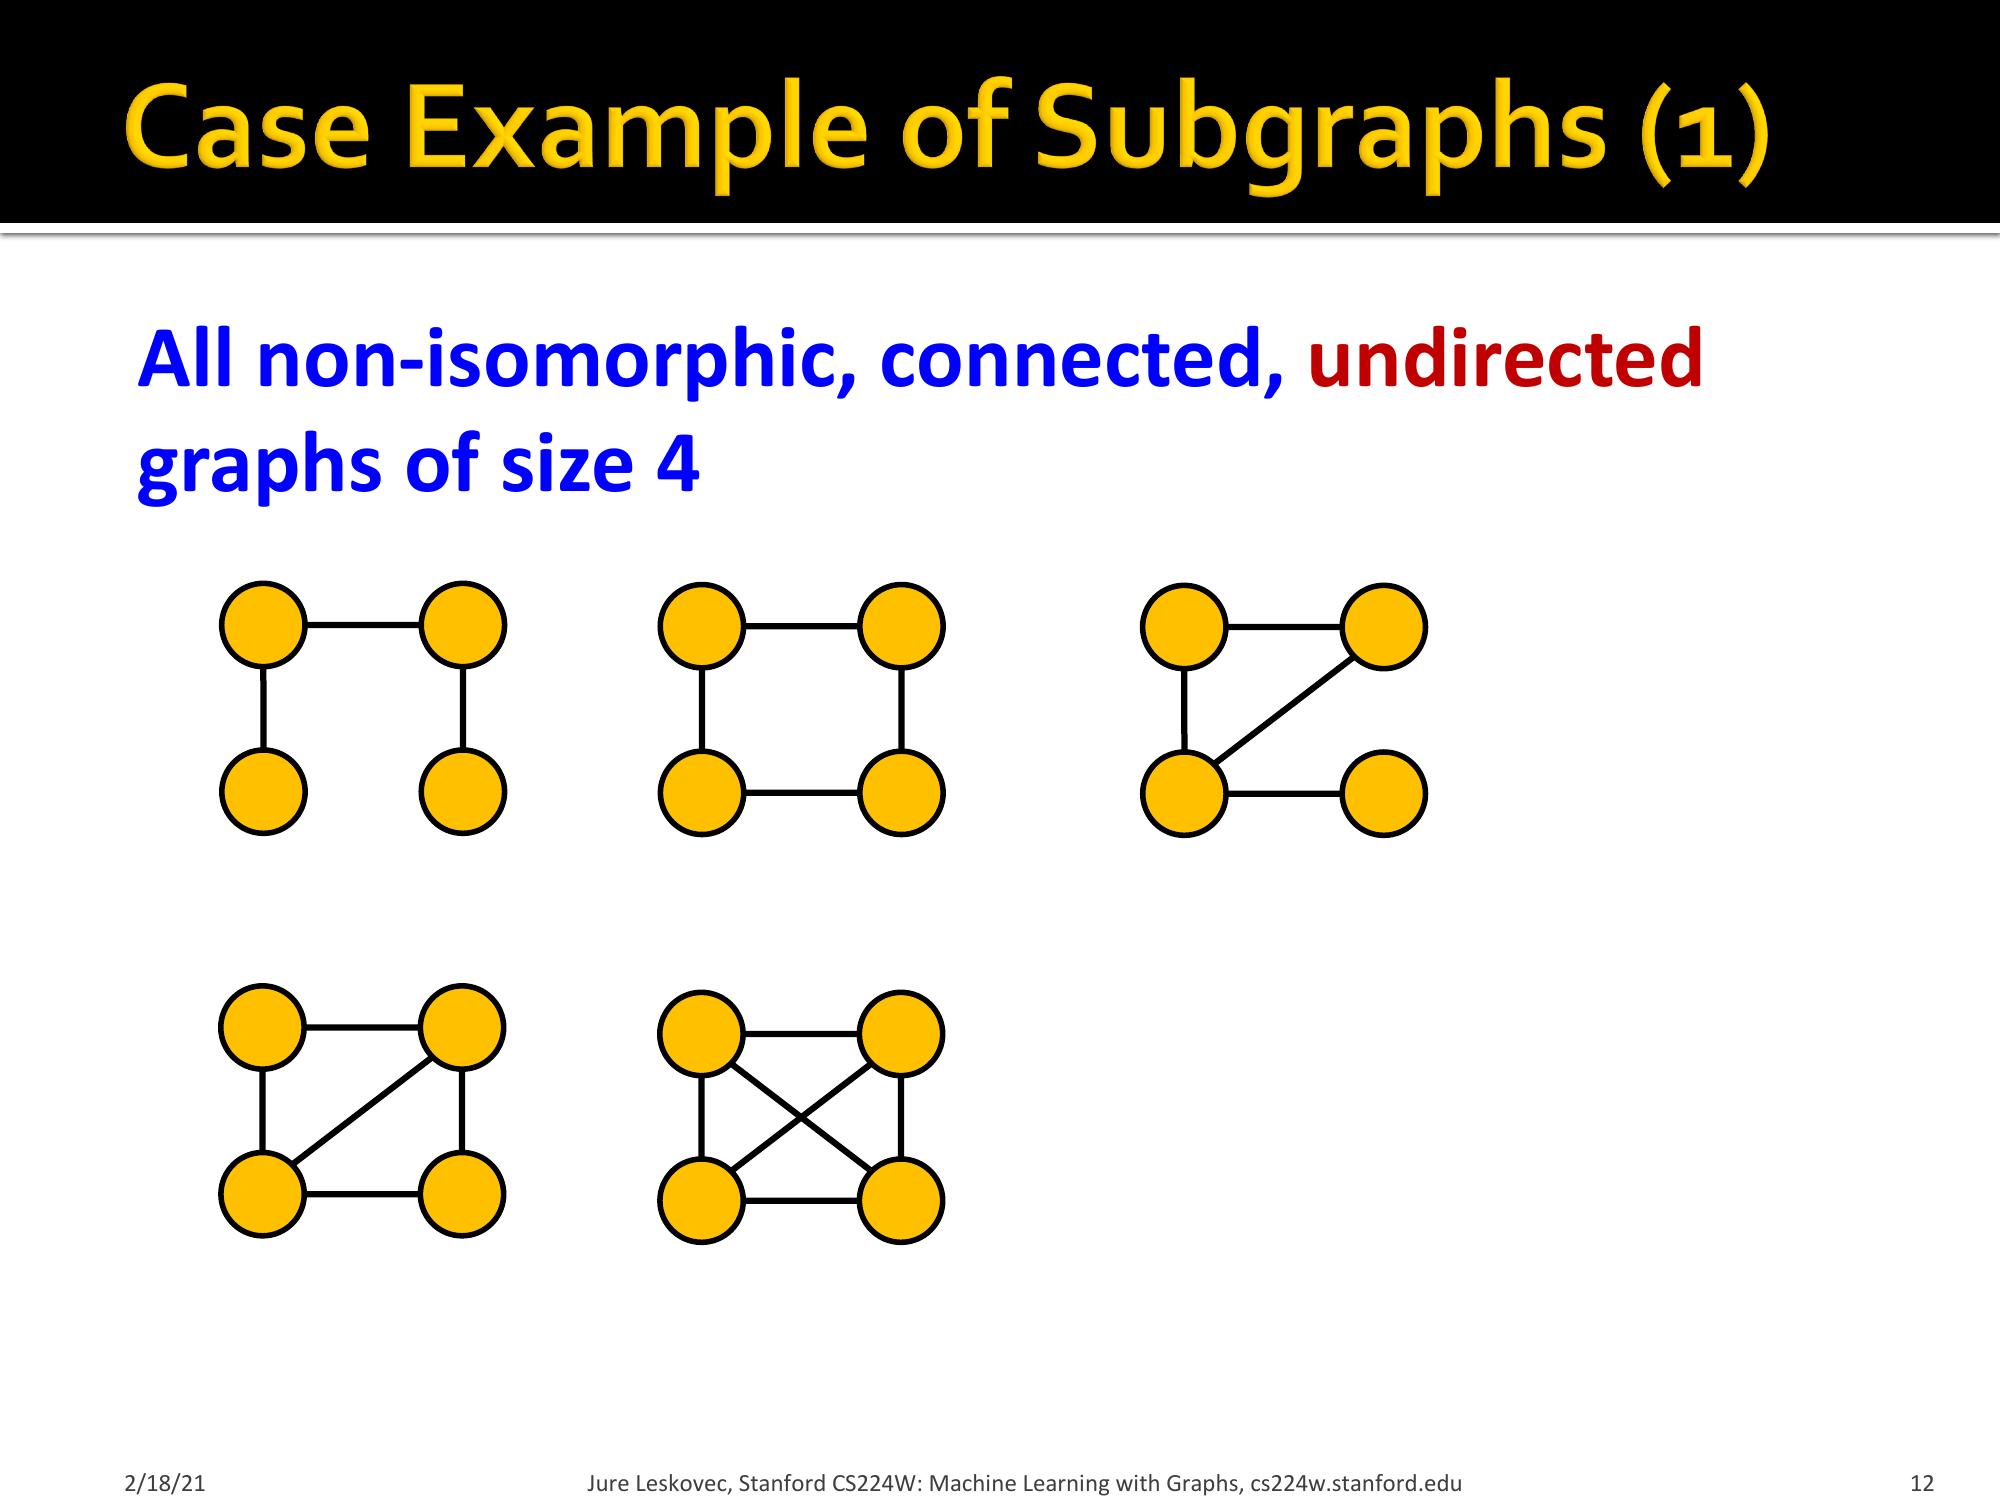 Case Example of Subgraphs (1)
All non-isomorphic, connected, undirected
graphs of size 4
2/18/21
Jure Leskovec, Stanford CS224W: Machine Learning with Graphs, cs224w.stanford.edu
12